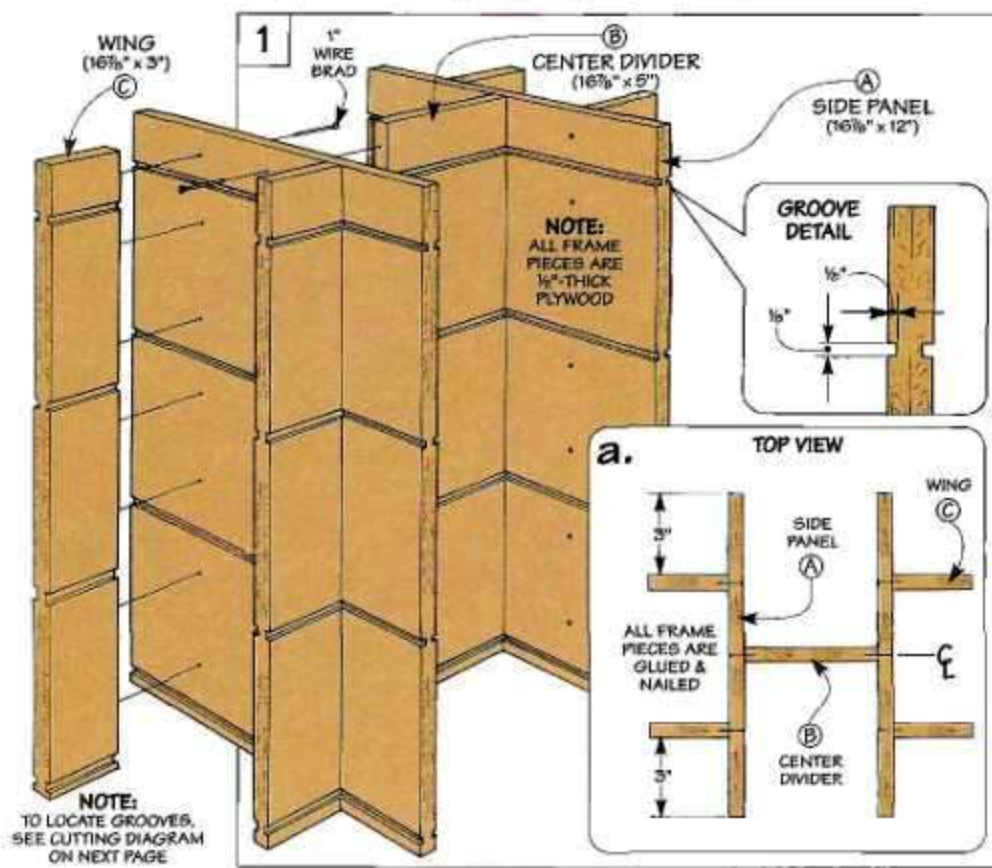 1
WING
(16⅞" x 3")
C
1"
WIRE
BRAD
B
CENTER DIVIDER
(16⅞" x 5")
A
SIDE PANEL
(16⅞" x 12")
NOTE:
ALL FRAME
PIECES ARE
½"-THICK
PLYWOOD
GROOVE
DETAIL
⅛"
⅛"
a.
TOP VIEW
WING
C
3"
SIDE
PANEL
A
ALL FRAME
PIECES ARE
GLUED &
NAILED
CL
B
CENTER
DIVIDER
3"
NOTE:
TO LOCATE GROOVES,
SEE CUTTING DIAGRAM
ON NEXT PAGE